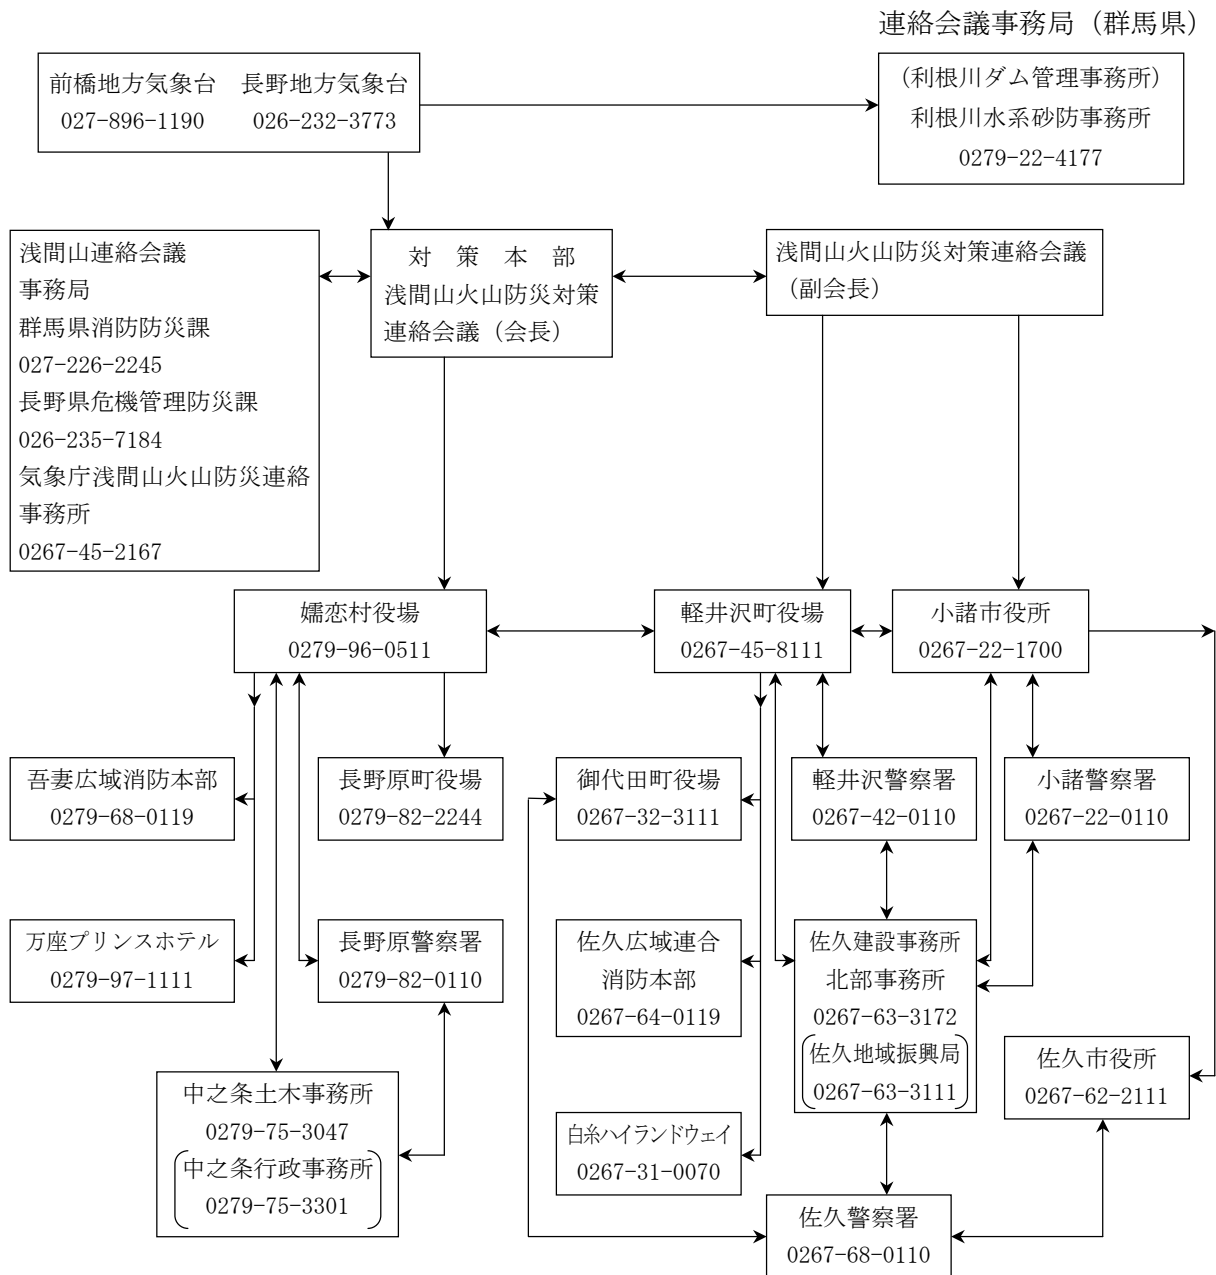 連絡会議事務局（群馬県）
前橋地方気象台　長野地方気象台
027-896-1190　026-232-3773
（利根川ダム管理事務所）
利根川水系砂防事務所
0279-22-4177
浅間山連絡会議
事務局
群馬県消防防災課
027-226-2245
長野県危機管理防災課
026-235-7184
気象庁浅間山火山防災連絡
事務所
0267-45-2167
対　策　本　部
浅間山火山防災対策
連絡会議（会長）
浅間山火山防災対策連絡会議
（副会長）
嬬恋村役場
0279-96-0511
軽井沢町役場
0267-45-8111
小諸市役所
0267-22-1700
吾妻広域消防本部
0279-68-0119
長野原町役場
0279-82-2244
御代田町役場
0267-32-3111
軽井沢警察署
0267-42-0110
小諸警察署
0267-22-0110
万座プリンスホテル
0279-97-1111
長野原警察署
0279-82-0110
佐久広域連合
消防本部
0267-64-0119
佐久建設事務所
北部事務所
0267-63-3172
佐久地域振興局
0267-63-3111
佐久市役所
0267-62-2111
中之条土木事務所
0279-75-3047
中之条行政事務所
0279-75-3301
白糸ハイランドウェイ
0267-31-0070
佐久警察署
0267-68-0110